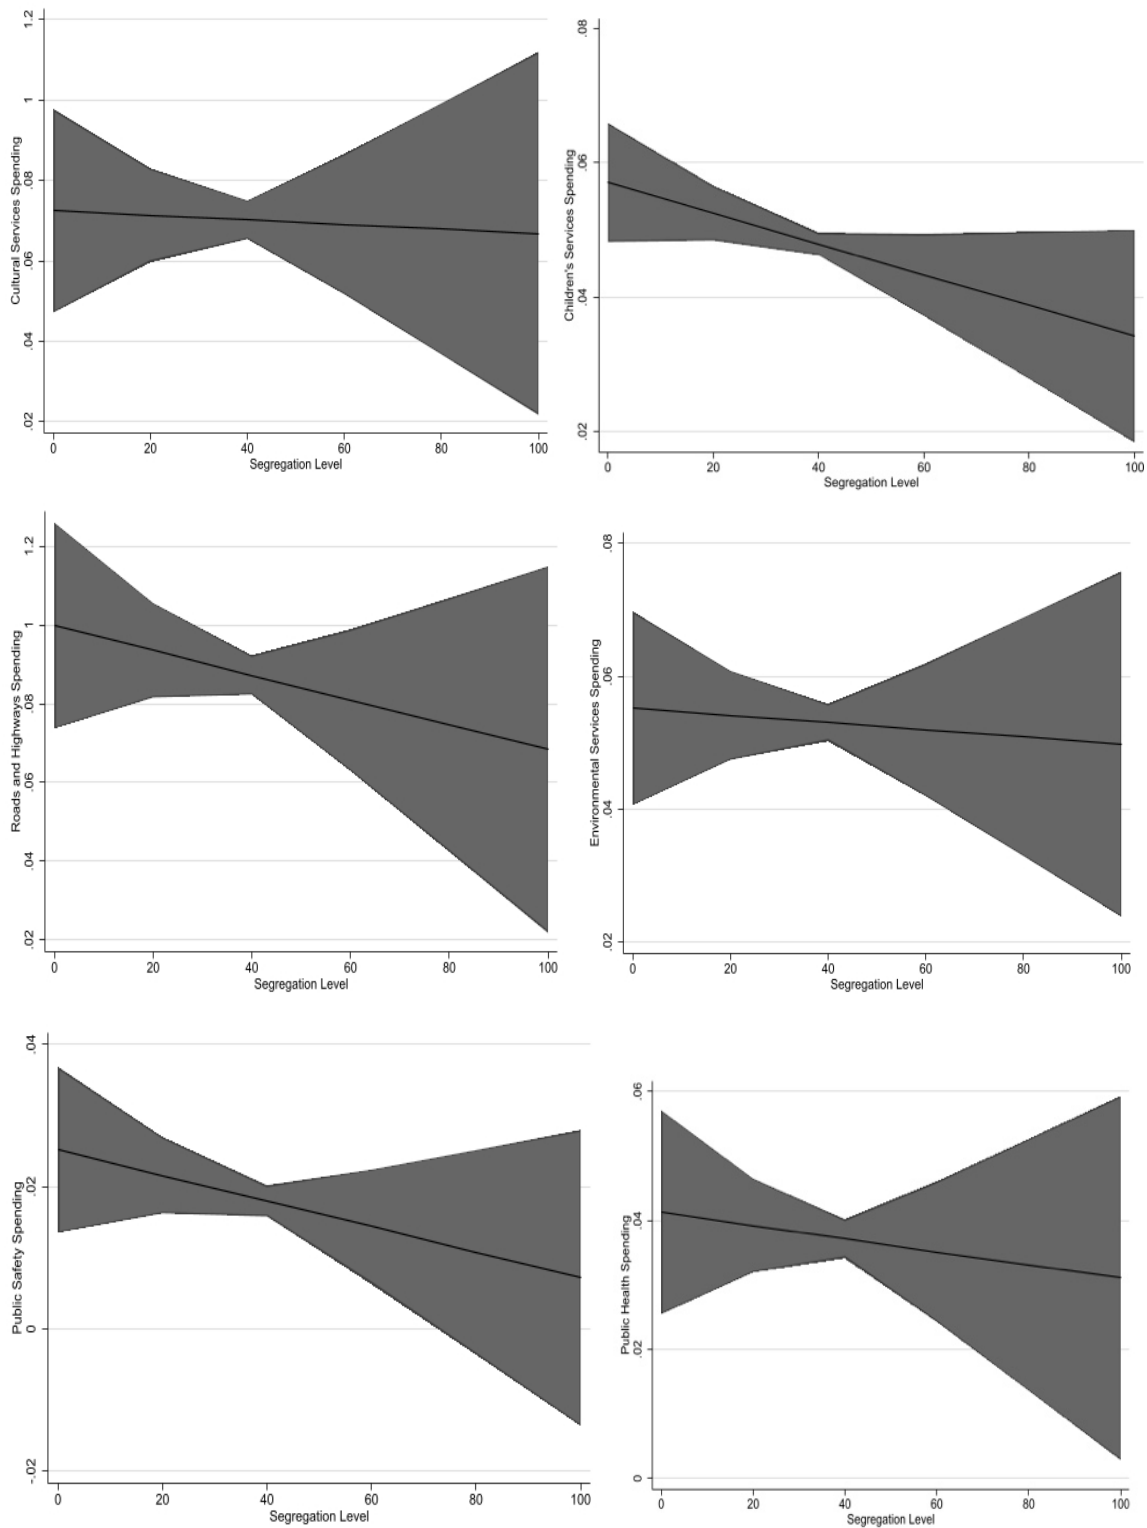 1.2
1
.08
.06
.04
.02
Cultural Services Spending
0 20 40 60 80 100
Segregation Level
.08
.06
.04
.02
Children's Services Spending
0 20 40 60 80 100
Segregation Level
1.2
1
.08
.06
.04
.02
Roads and Highways Spending
0 20 40 60 80 100
Segregation Level
.08
.06
.04
.02
Environmental Services Spending
0 20 40 60 80 100
Segregation Level
.04
.02
0
-.02
Public Safety Spending
0 20 40 60 80 100
Segregation Level
.06
.04
.02
0
Public Health Spending
0 20 40 60 80 100
Segregation Level